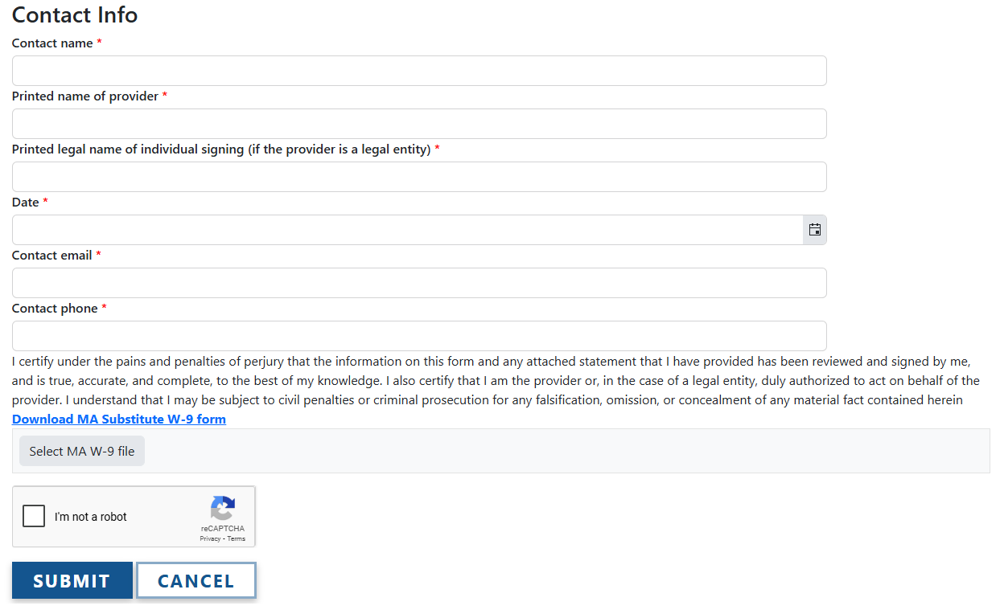 Contact Info
Contact name *
Printed name of provider *
Printed legal name of individual signing (if the provider is a legal entity) *
Date *
Contact email *
Contact phone *
I certify under the pains and penalties of perjury that the information on this form and any attached statement that I have provided has been reviewed and signed by me,
and is true, accurate, and complete, to the best of my knowledge. I also certify that I am the provider or, in the case of a legal entity, duly authorized to act on behalf of the
provider. I understand that I may be subject to civil penalties or criminal prosecution for any falsification, omission, or concealment of any material fact contained herein
Download MA Substitute W-9 form
Select MA W-9 file
I'm not a robot
reCAPTCHA
Privacy - Terms
SUBMIT
CANCEL